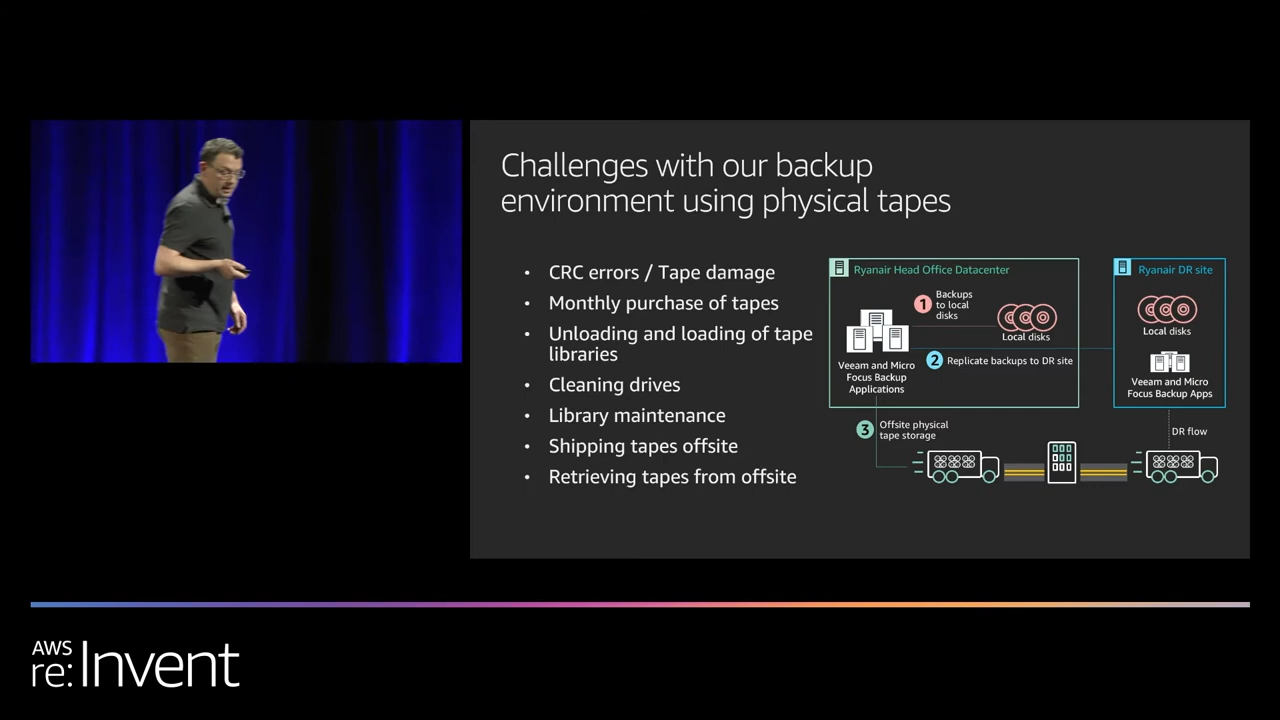 Challenges with our backup
environment using physical tapes
• CRC errors / Tape damage
• Monthly purchase of tapes
• Unloading and loading of tape
libraries
• Cleaning drives
• Library maintenance
• Shipping tapes offsite
• Retrieving tapes from offsite
Ryanair Head Office Datacenter
1
Backups
to local
disks
Local disks
2 Replicate backups to DR site
Veeam and Micro
Focus Backup
Applications
3
Offsite physical
tape storage
Ryanair DR site
Local disks
Veeam and Micro
Focus Backup Apps
DR flow
AWS
re:Invent